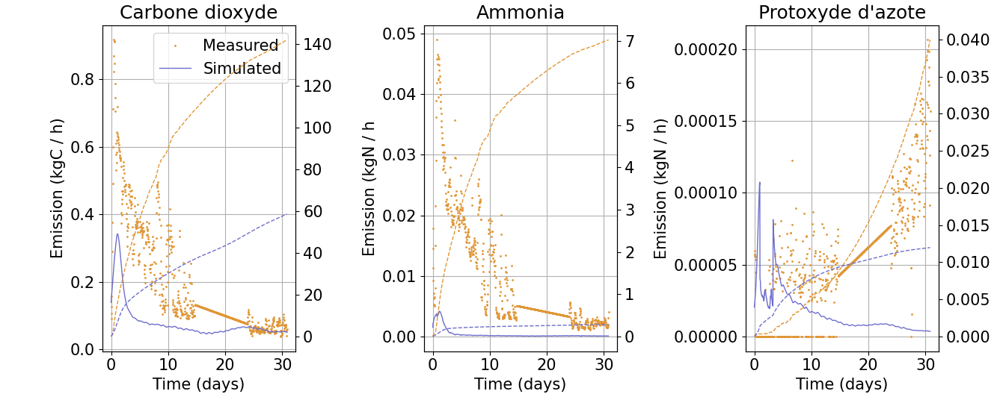 Carbone dioxyde
Measured
Simulated
Emission (kgC / h)
0.8
0.6
0.4
0.2
0.0
140
120
100
80
60
40
20
0
0 10 20 30
Time (days)
Ammonia
Emission (kgN / h
0.05
0.04
0.03
0.02
0.01
0.00
7
6
5
4
3
2
1
0
0 10 20 30
Time (days)
Protoxyde d'azote
Emission (kgN / h)
0.00020
0.00015
0.00010
0.00005
0.00000
0.040
0.035
0.030
0.025
0.020
0.015
0.010
0.005
0.000
0 10 20 30
Time (days)